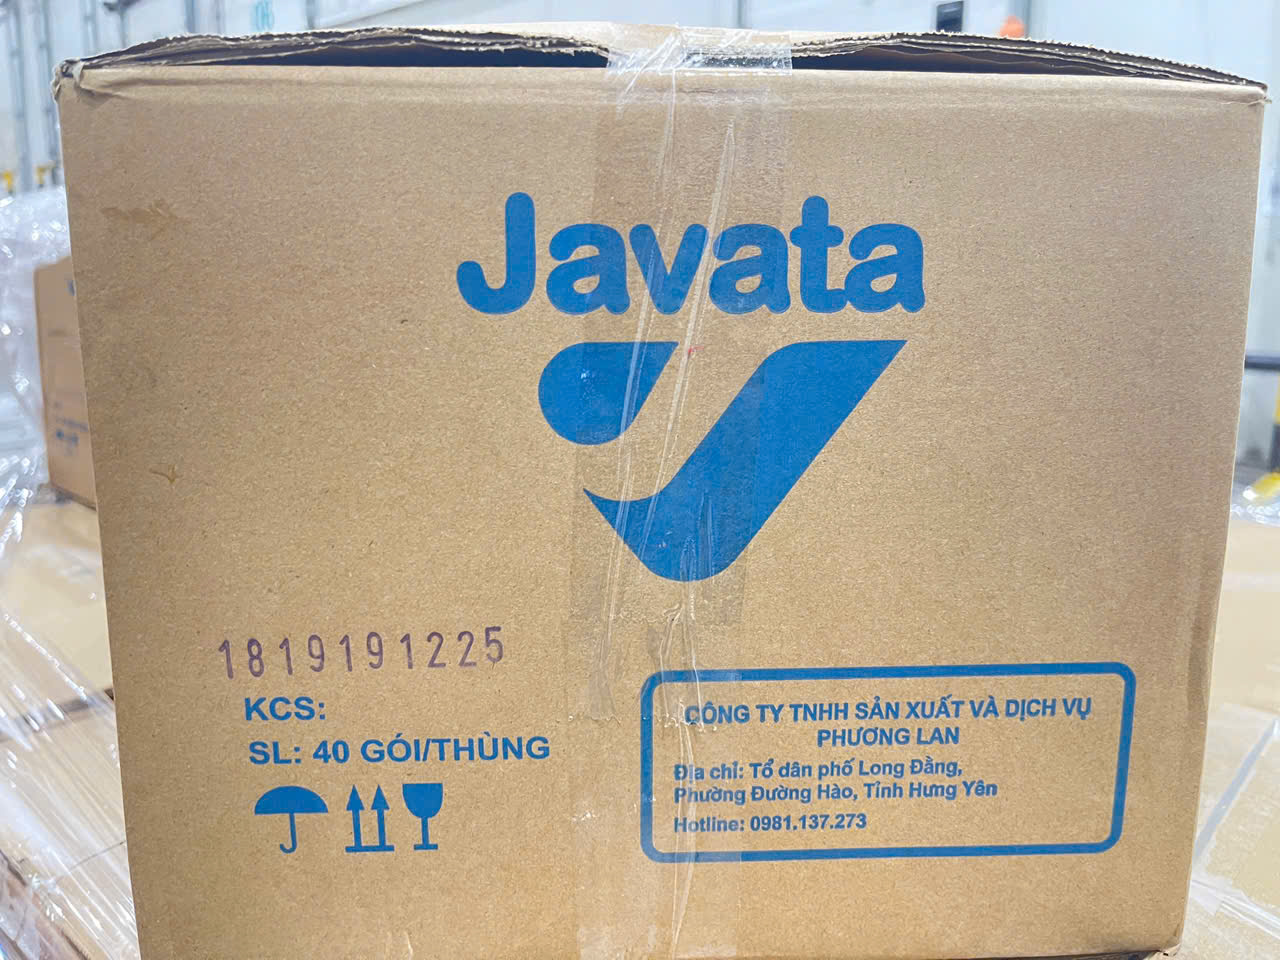 Javata
1819191225
KCS:
SL: 40 GÓI/THÙNG
CÔNG TY TNHH SẢN XUẤT VÀ DỊCH VỤ
PHƯƠNG LAN
Địa chỉ: Tổ dân phố Long Đằng,
Phường Đường Hào, Tỉnh Hưng Yên
Hotline: 0981.137.273